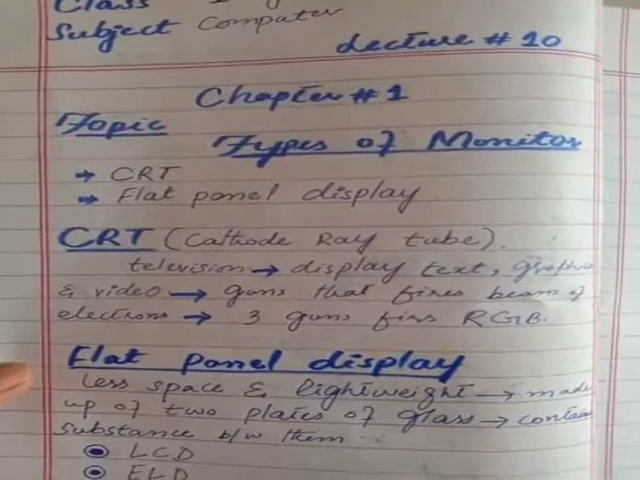 Class
Subject Computer
Lecture # 10
Chapter # 1
Topic
Types of Monitor
→ CRT
→ Flat panel display
CRT (Cathode Ray tube).
television → display text, graphics
& video → guns that fires beam of
electrons → 3 guns fires RGB.
Flat panel display
Less space & lightweight → made
up of two plates of glass → contains
substance b/w them..
LCD
ELD